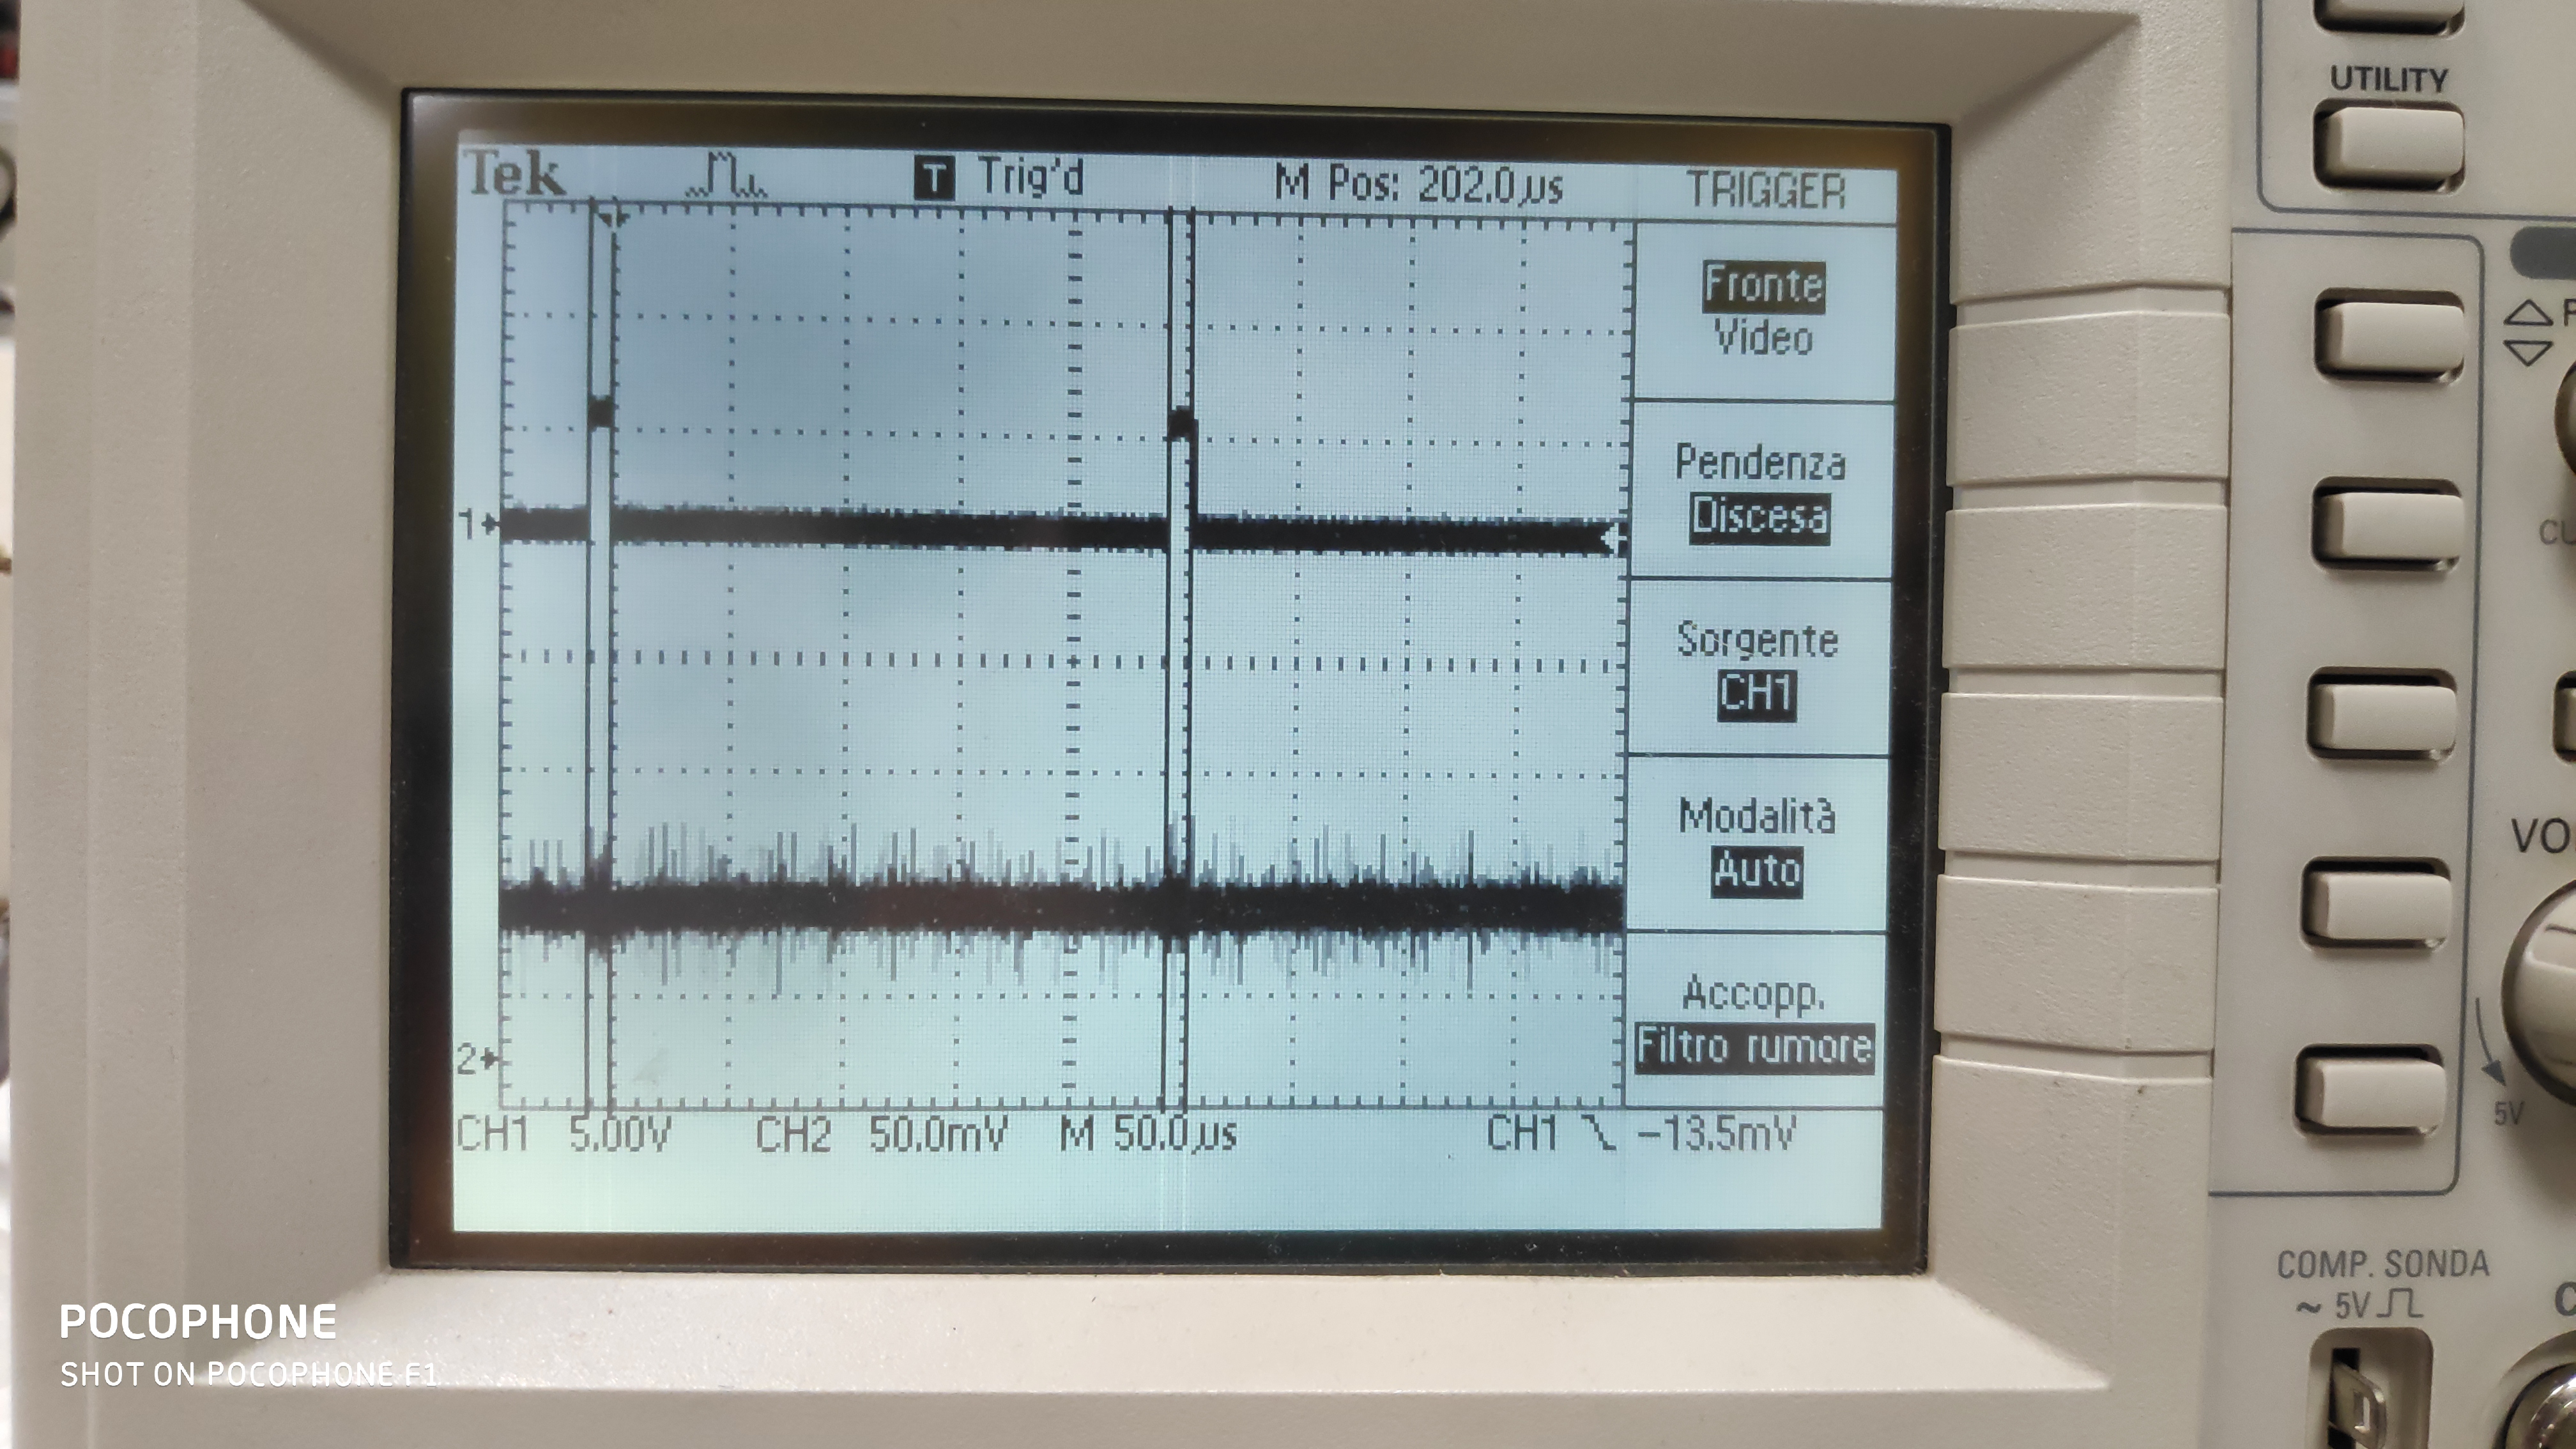 Tek T Trig'd M Pos: 202.0µs TRIGGER
Fronte
Video
Pendenza
Discesa
Sorgente
CH1
Modalità
Auto
Accopp.
Filtro rumore
1
2
CH1 5.00V CH2 50.0mV M 50.0µs CH1 -13.5mV
UTILITY
5V
COMP. SONDA
~ 5V
POCOPHONE
SHOT ON POCOPHONE F1